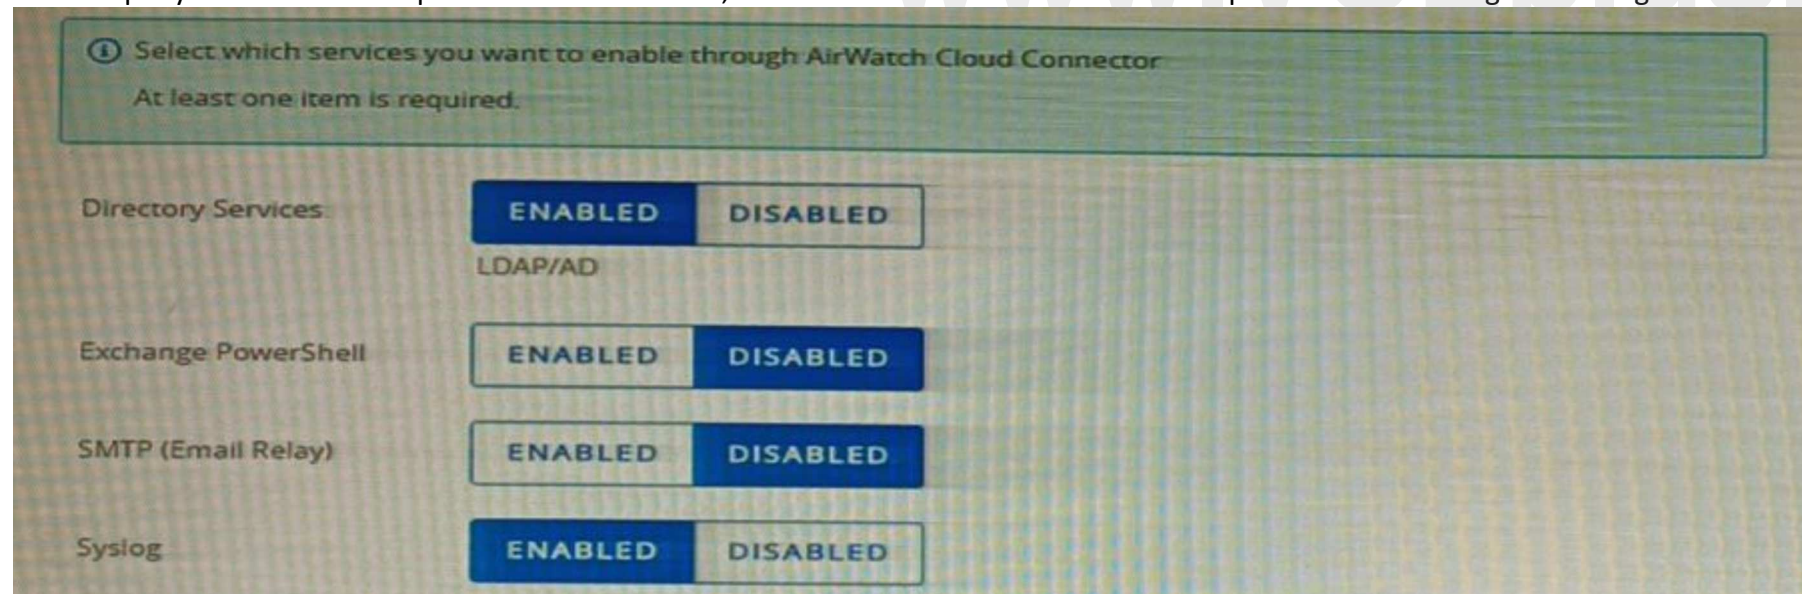 Select which services you want to enable through AirWatch Cloud Connector
At least one item is required.
Directory Services
ENABLED DISABLED
LDAP/AD
Exchange PowerShell ENABLED DISABLED
SMTP (Email Relay) ENABLED DISABLED
Syslog ENABLED DISABLED